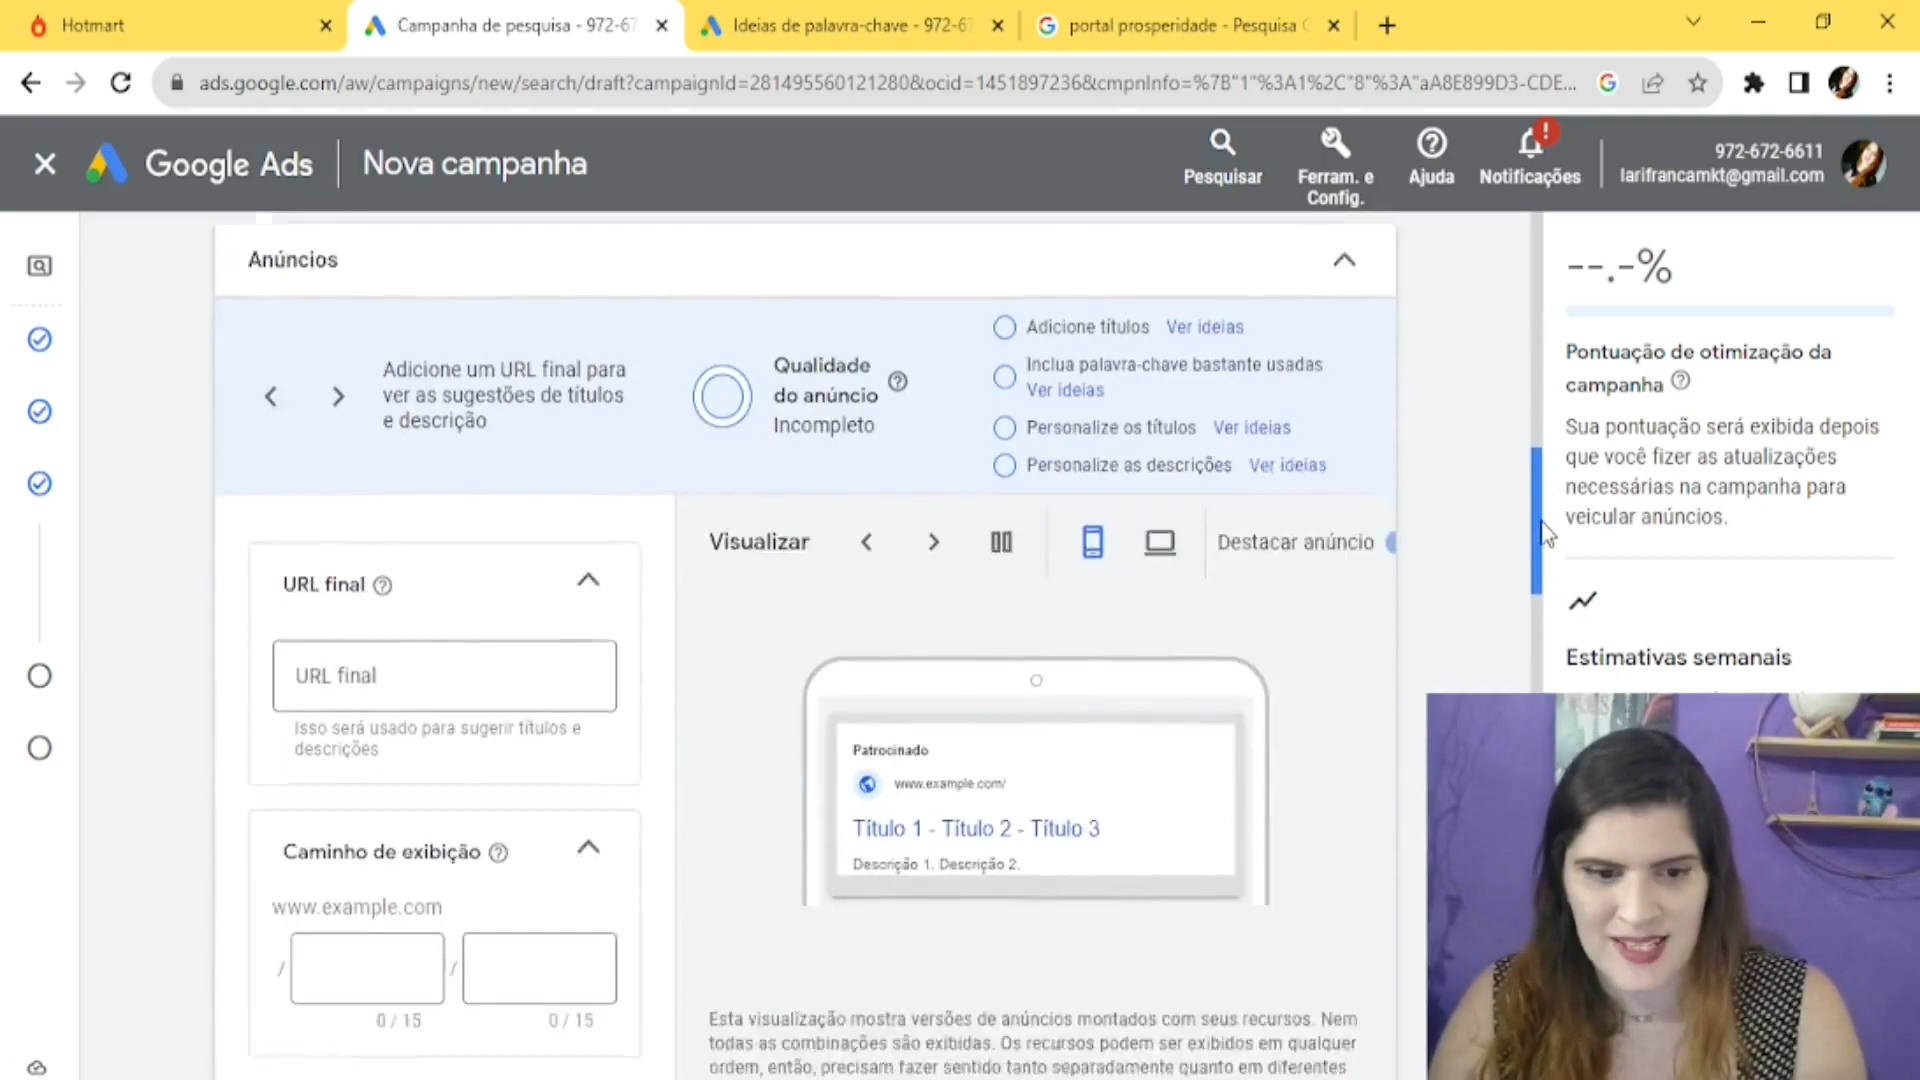 Hotmart
Campanha de pesquisa - 972-67
Ideias de palavra-chave - 972-67
portal prosperidade - Pesquisa
ads.google.com/aw/campaigns/new/search/draft?campaignId=281495560121280&ocid=1451897236&cmpnInfo=%7B"1"%3A1%2C"8"%3A"aA8E899D3-CDE...
Google Ads
Nova campanha
Pesquisar
Ferram. e
Config.
Ajuda
Notificações
972-672-6611
larifrancamkt@gmail.com
Anúncios
Adicione um URL final para
ver as sugestões de títulos
e descrição
Qualidade
do anúncio
Incompleto
Adicione títulos Ver ideias
Inclua palavra-chave bastante usadas
Ver ideias
Personalize os títulos Ver ideias
Personalize as descrições Ver ideias
--.-%
Pontuação de otimização da
campanha
Sua pontuação será exibida depois
que você fizer as atualizações
necessárias na campanha para
veicular anúncios.
Estimativas semanais
URL final
URL final
Isso será usado para sugerir títulos e
descrições
Caminho de exibição
www.example.com
/ /
0 / 15 0 / 15
Visualizar
Destacar anúncio
Patrocinado
www.example.com/
Título 1 - Título 2 - Título 3
Descrição 1. Descrição 2.
Esta visualização mostra versões de anúncios montados com seus recursos. Nem
todas as combinações são exibidas. Os recursos podem ser exibidos em qualquer
ordem, então, precisam fazer sentido tanto separadamente quanto em diferentes